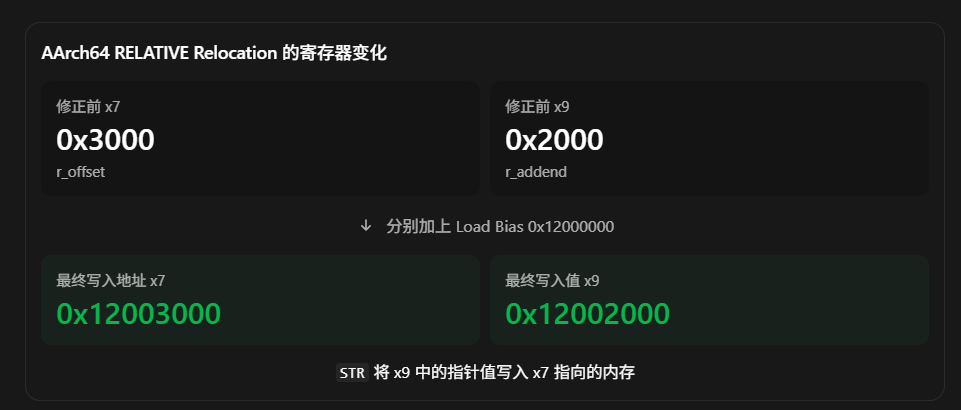 AArch64 RELATIVE Relocation 的寄存器变化
修正前 x7
0x3000
r_offset
修正前 x9
0x2000
r_addend
↓ 分别加上 Load Bias 0x12000000
最终写入地址 x7
0x12003000
最终写入值 x9
0x12002000
STR 将 x9 中的指针值写入 x7 指向的内存